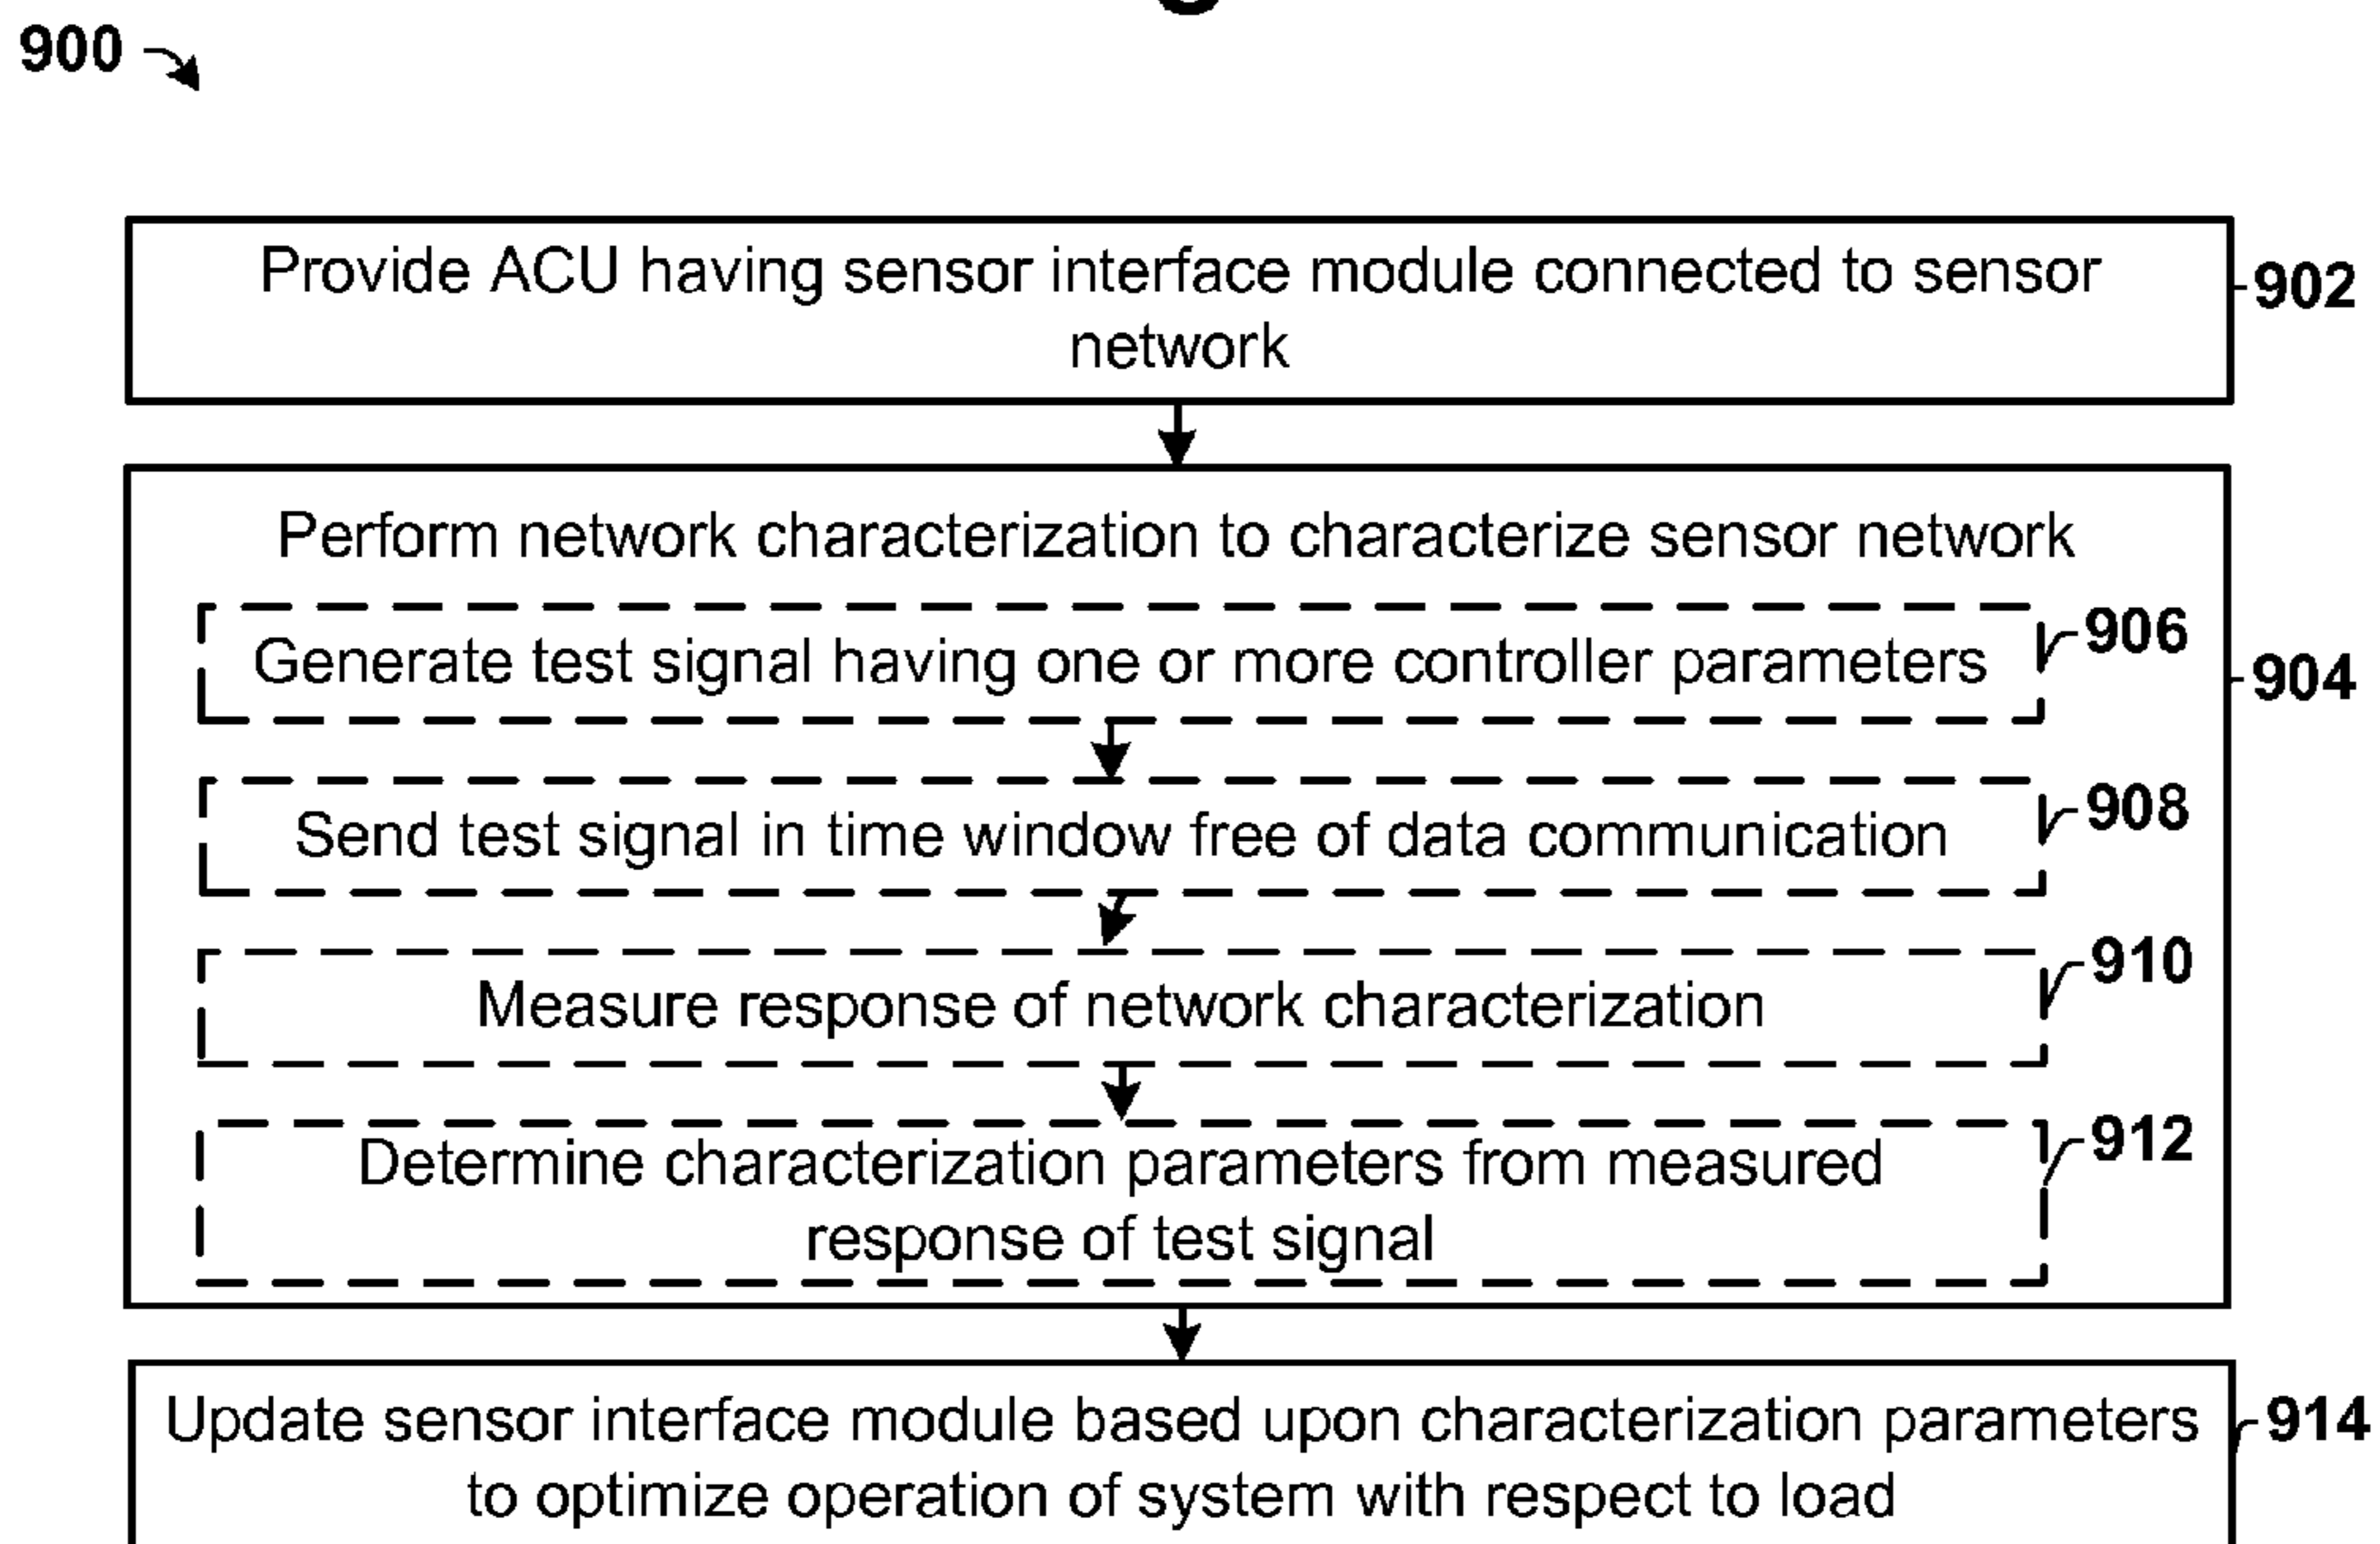 900
Provide ACU having sensor interface module connected to sensor
network
902
Perform network characterization to characterize sensor network
904
Generate test signal having one or more controller parameters
906
Send test signal in time window free of data communication
908
Measure response of network characterization
910
Determine characterization parameters from measured
response of test signal
912
Update sensor interface module based upon characterization parameters
to optimize operation of system with respect to load
914